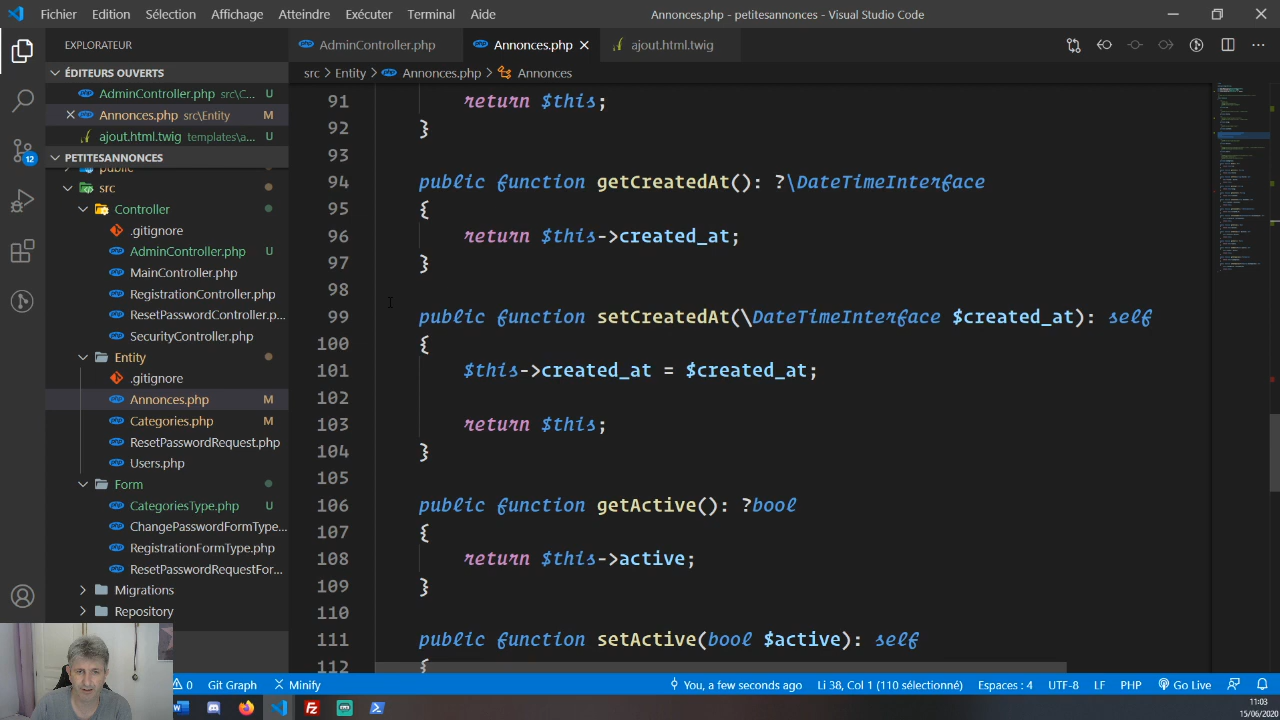 Fichier Edition Sélection Affichage Atteindre Exécuter Terminal Aide Annonces.php - petitesannonces - Visual Studio Code
EXPLORATEUR
AdminController.php Annonces.php ajout.html.twig
ÉDITEURS OUVERTS
AdminController.php src\C... U
Annonces.php src\Entity M
ajout.html.twig templates\a... U
PETITESANNONCES
public
src
Controller
.gitignore
AdminController.php U
MainController.php
RegistrationController.php
ResetPasswordController.p...
SecurityController.php
Entity
.gitignore
Annonces.php M
Categories.php M
ResetPasswordRequest.php
Users.php
Form
CategoriesType.php U
ChangePasswordFormType...
RegistrationFormType.php
ResetPasswordRequestFor...
Migrations
Repository
12
src > Entity > Annonces.php > Annonces
91 return $this;
92 }
93
94 public function getCreatedAt(): ?\DateTimeInterface
95 {
96 return $this->created_at;
97 }
98
99 public function setCreatedAt(\DateTimeInterface $created_at): self
100 {
101 $this->created_at = $created_at;
102
103 return $this;
104 }
105
106 public function getActive(): ?bool
107 {
108 return $this->active;
109 }
110
111 public function setActive(bool $active): self
112 {
0 Git Graph Minify You, a few seconds ago Li 38, Col 1 (110 sélectionné) Espaces : 4 UTF-8 LF PHP Go Live
11:03
15/06/2020